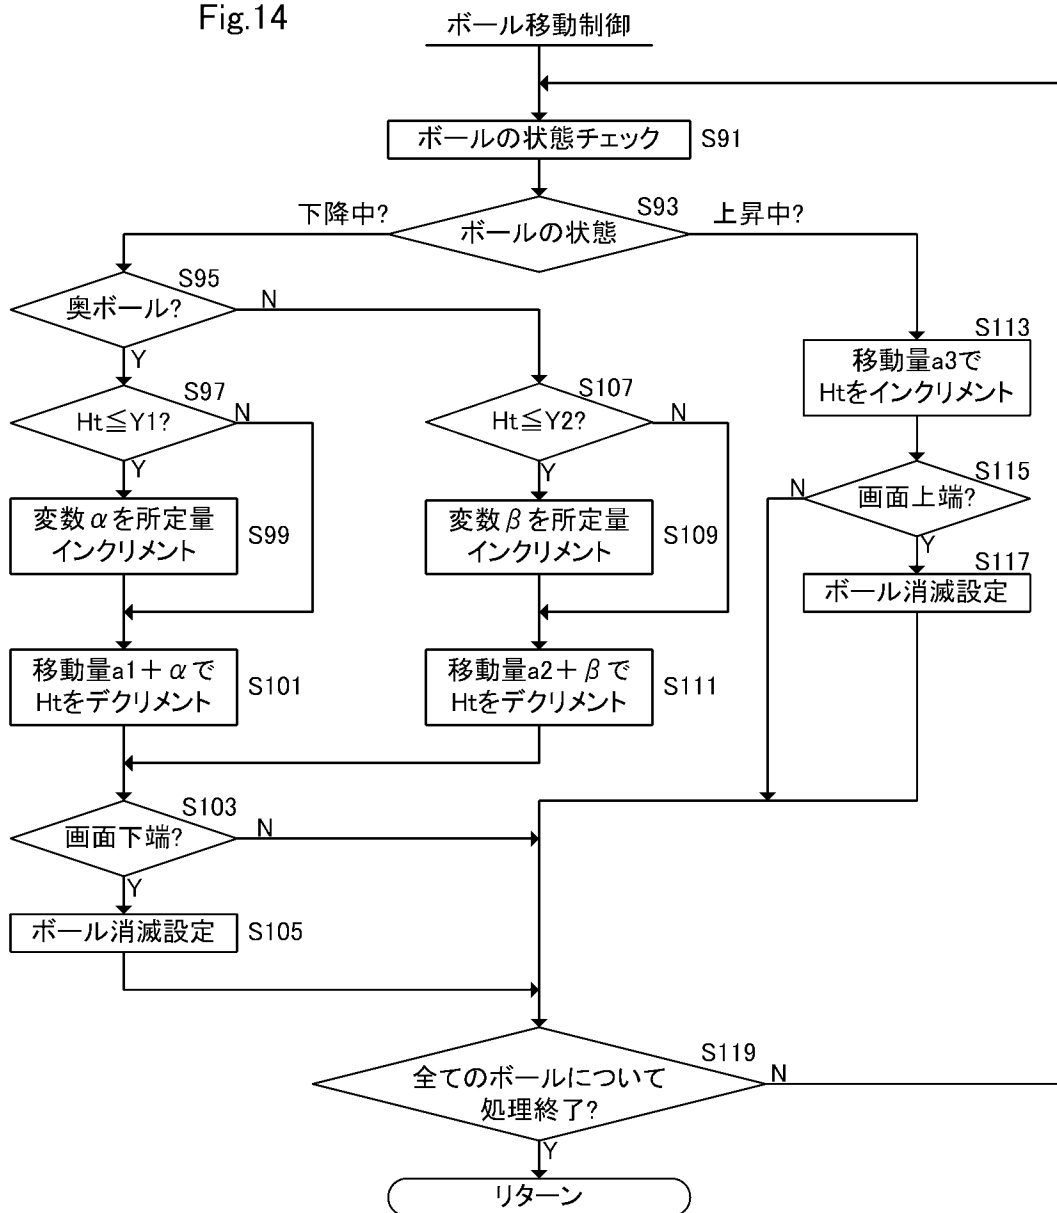 Fig.14
ボール移動制御
ボールの状態チェック
S91
S93
下降中?
上昇中?
ボールの状態
S95
奥ボール?
N
Y
S97
Ht≦Y1?
N
Y
変数αを所定量
インクリメント
S99
移動量a1+αで
Htをデクリメント
S101
S107
Ht≦Y2?
N
Y
変数βを所定量
インクリメント
S109
移動量a2+βで
Htをデクリメント
S111
S113
移動量a3で
Htをインクリメント
S115
画面上端?
N
Y
S117
ボール消滅設定
S103
画面下端?
N
Y
ボール消滅設定
S105
S119
全てのボールについて
処理終了?
N
Y
リターン